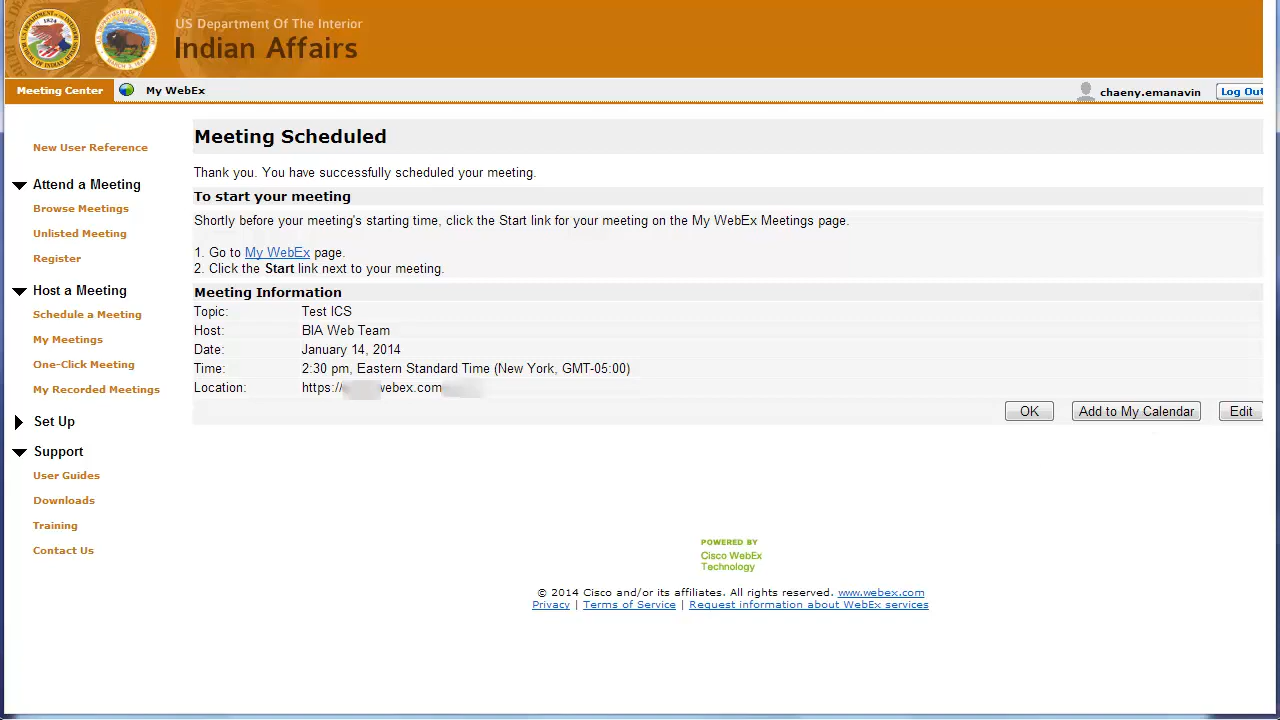 US Department Of The Interior
Indian Affairs
Meeting Center
My WebEx
chaeny.emanavin
Log Out
New User Reference
Attend a Meeting
Browse Meetings
Unlisted Meeting
Register
Host a Meeting
Schedule a Meeting
My Meetings
One-Click Meeting
My Recorded Meetings
Set Up
Support
User Guides
Downloads
Training
Contact Us
Meeting Scheduled
Thank you. You have successfully scheduled your meeting.
To start your meeting
Shortly before your meeting's starting time, click the Start link for your meeting on the My WebEx Meetings page.
1. Go to My WebEx page.
2. Click the Start link next to your meeting.
Meeting Information
Topic: Test ICS
Host: BIA Web Team
Date: January 14, 2014
Time: 2:30 pm, Eastern Standard Time (New York, GMT-05:00)
Location: https:// webex.com
OK
Add to My Calendar
Edit
POWERED BY
Cisco WebEx
Technology
© 2014 Cisco and/or its affiliates. All rights reserved. www.webex.com
Privacy | Terms of Service | Request information about WebEx services